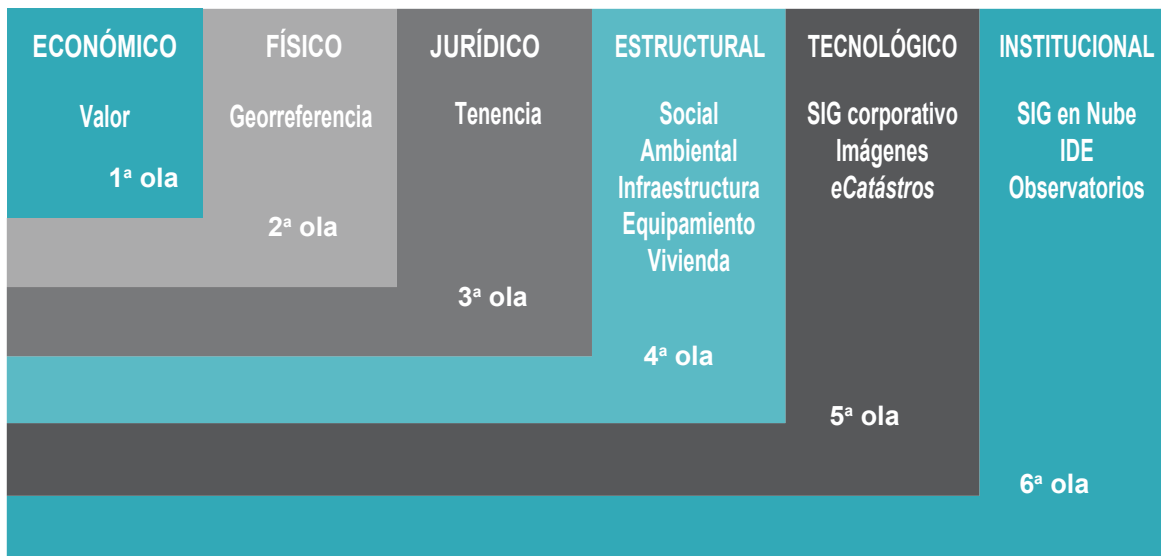 ECONÓMICO
Valor
1ª ola
FÍSICO
Georreferencia
2ª ola
JURÍDICO
Tenencia
3ª ola
ESTRUCTURAL
Social
Ambiental
Infraestructura
Equipamiento
Vivienda
4ª ola
TECNOLÓGICO
SIG corporativo
Imágenes
eCatástros
5ª ola
INSTITUCIONAL
SIG en Nube
IDE
Observatorios
6ª ola